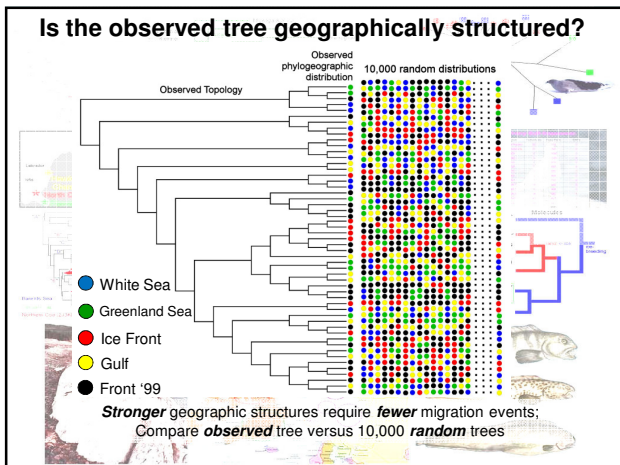 Is the observed tree geographically structured?
Observed
phylogeographic
distribution
10,000 random distributions
Observed Topology
White Sea
Greenland Sea
Ice Front
Gulf
Front ‘99
Stronger geographic structures require fewer migration events;
Compare observed tree versus 10,000 random trees